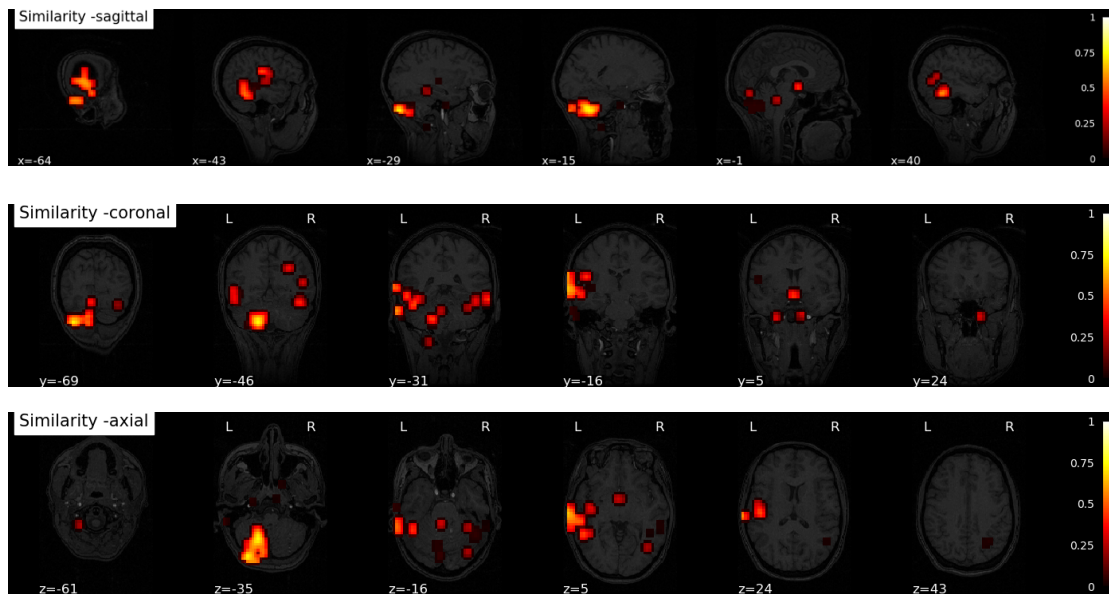 Similarity -sagittal
1
0.75
0.5
0.25
0
x=-64 x=-43 x=-29 x=-15 x=-1 x=40
Similarity -coronal
L R L R L R L R L R
1
0.75
0.5
0.25
0
y=-69 y=-46 y=-31 y=-16 y=5 y=24
Similarity -axial
L R L R L R L R L R
1
0.75
0.5
0.25
0
z=-61 z=-35 z=-16 z=5 z=24 z=43